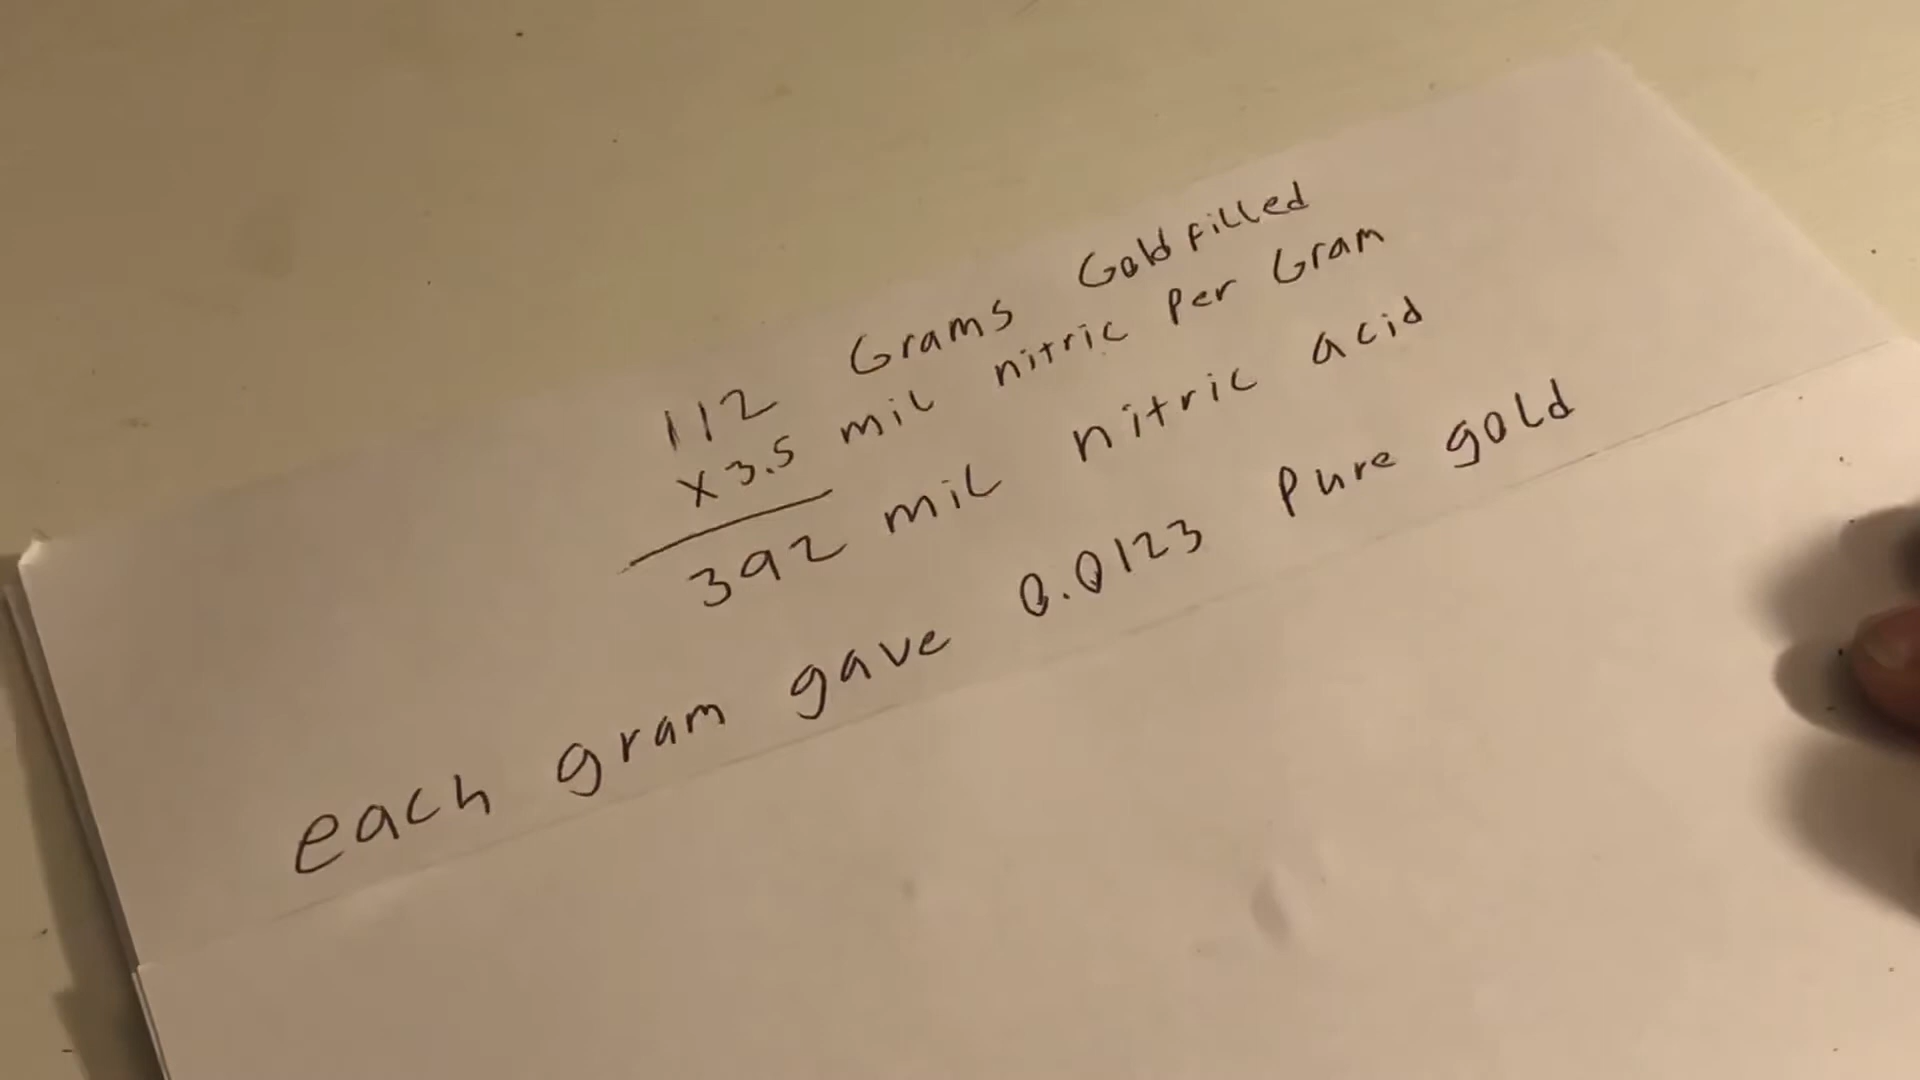 112 Grams Gold filled
x 3.5 mil nitric Per Gram
392 mil nitric acid
each gram gave 0.0123 Pure gold